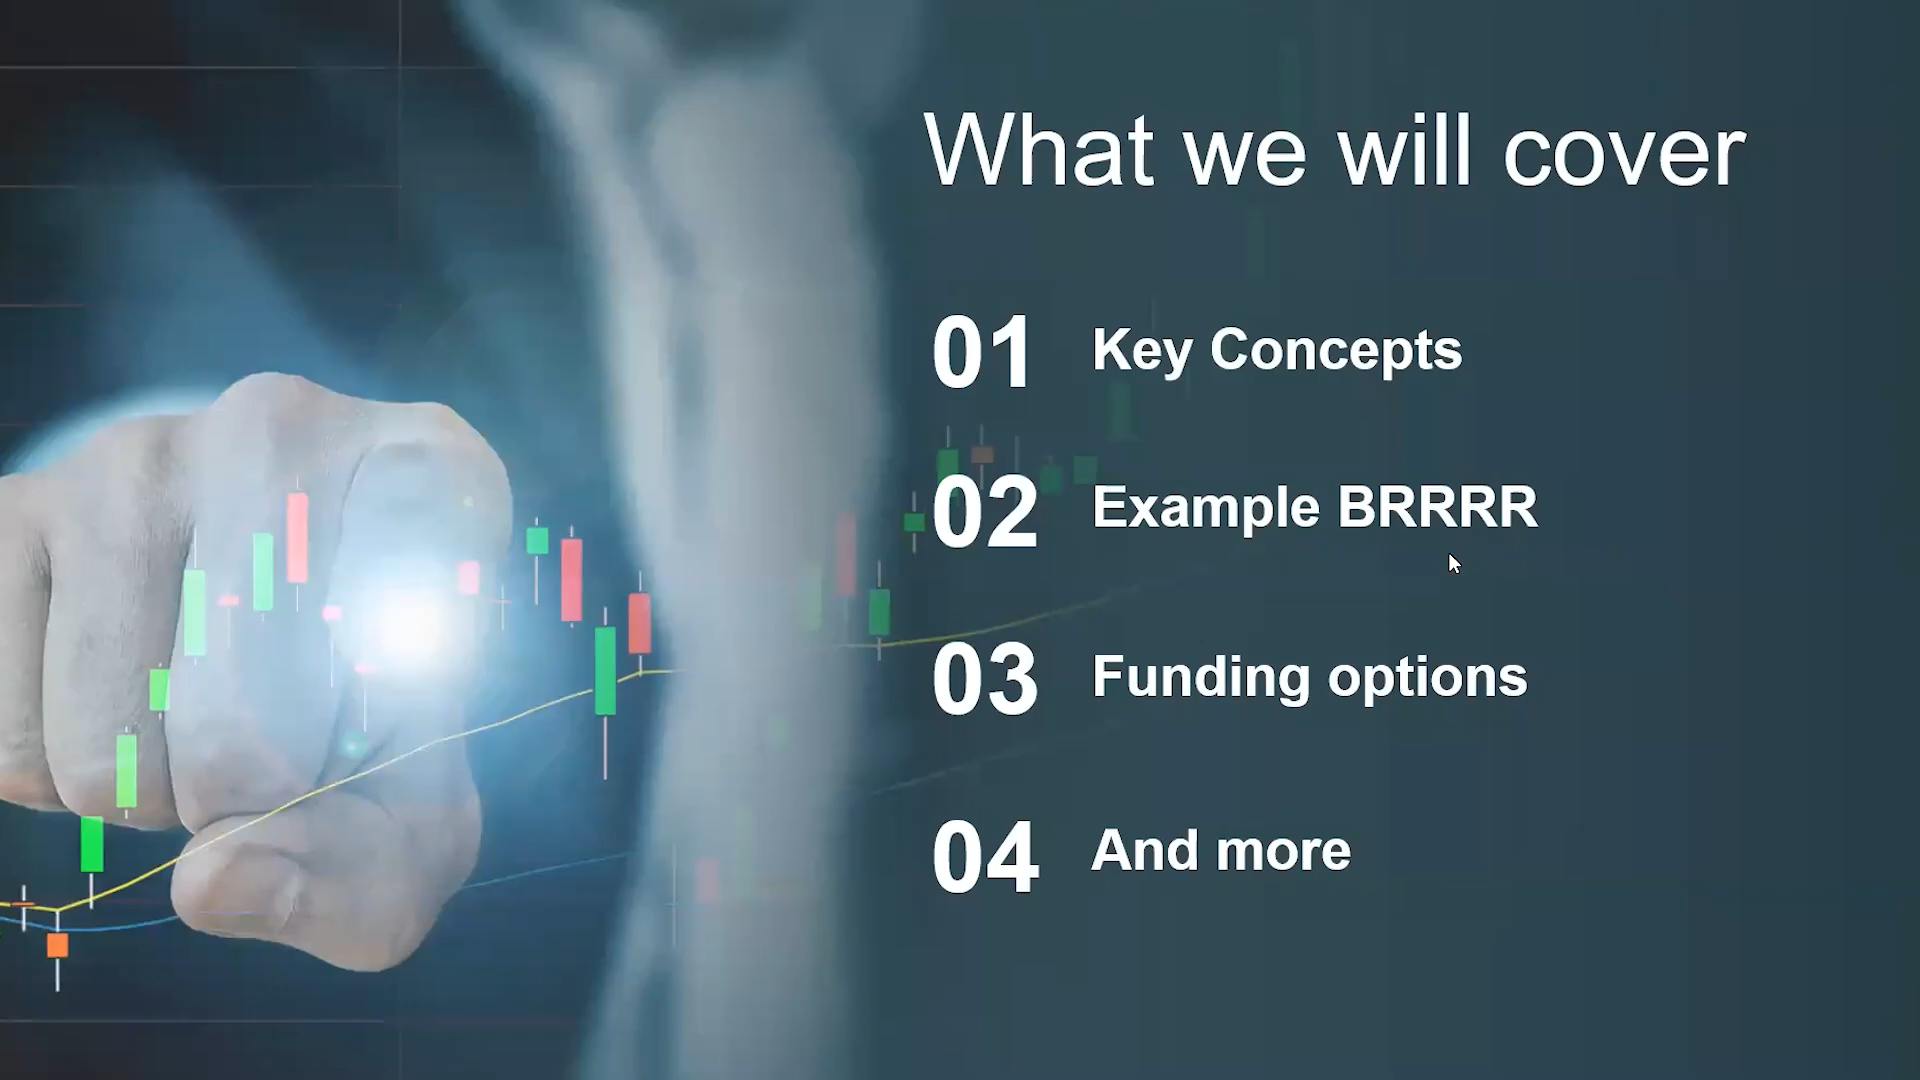 What we will cover
01 Key Concepts
02 Example BRRRR
03 Funding options
04 And more